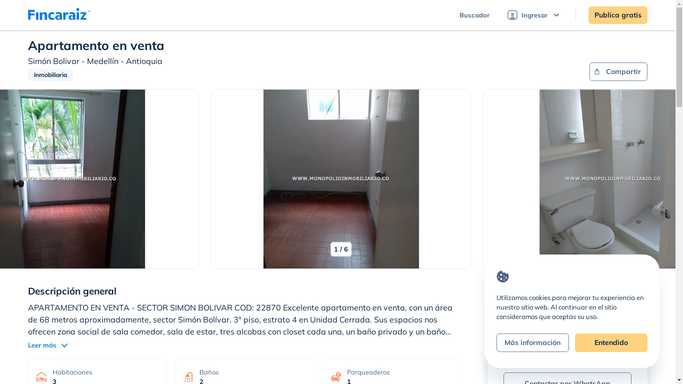 Fincaraiz
Buscador
Ingresar
Publica gratis
Apartamento en venta
Simón Bolivar - Medellín - Antioquia
Inmobiliaria
Compartir
WWW.MONOPOLIOINMOBILIARIO.CO
WWW.MONOPOLIOINMOBILIARIO.CO
1 / 6
Descripción general
APARTAMENTO EN VENTA - SECTOR SIMON BOLIVAR COD: 22870 Excelente apartamento en venta, con un área
de 68 metros aproximadamente, sector Simón Bolívar. 3° piso, estrato 4 en Unidad Cerrada. Sus espacios nos
ofrecen zona social de sala comedor, sala de estar, tres alcobas con closet cada una, un baño privado y un baño...
Leer más
Habitaciones
3
Baños
2
Parqueaderos
1
Utilizamos cookies para mejorar tu experiencia en
nuestro sitio web. Al continuar en el sitio
consideramos que aceptas su uso.
Más información
Entendido
Contactar por WhatsApp